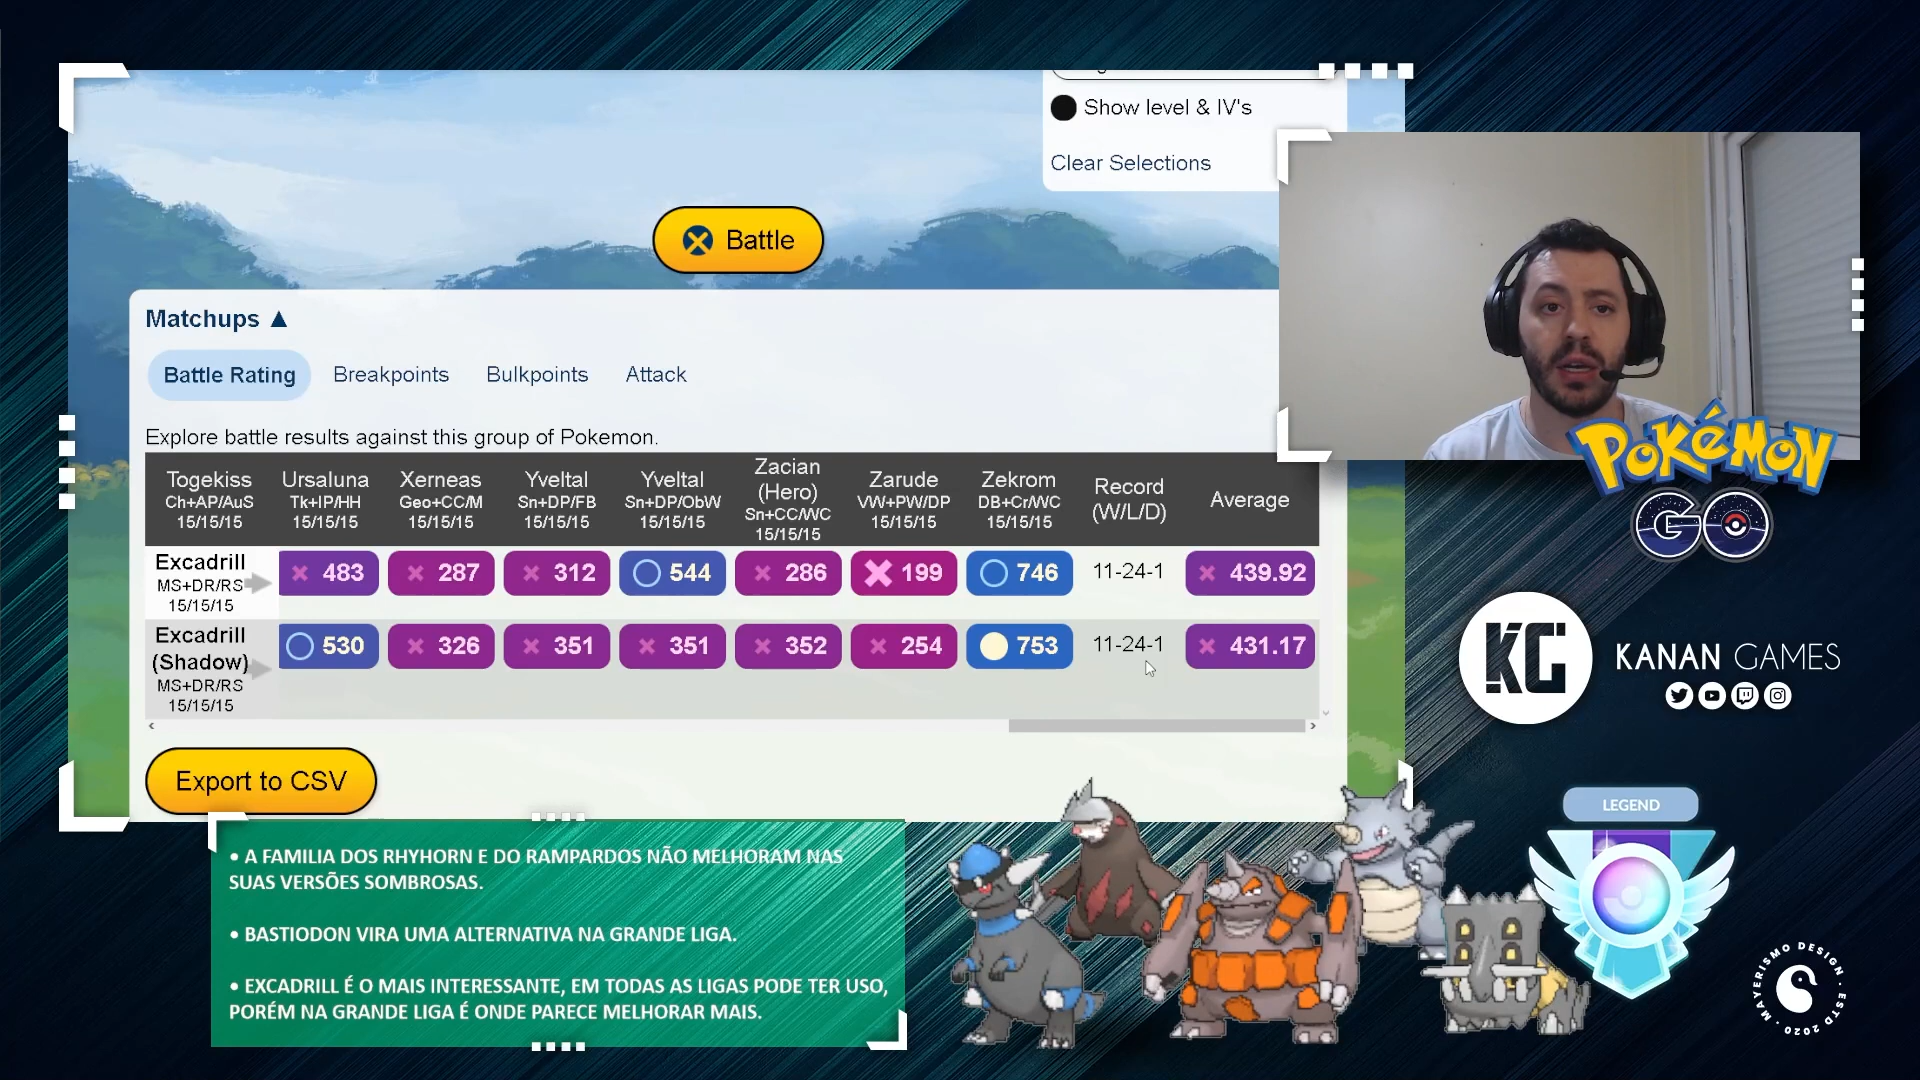 Show level & IV's
Clear Selections
Battle
Matchups ▲
Battle Rating Breakpoints Bulkpoints Attack
Explore battle results against this group of Pokemon.
Togekiss Ch+AP/AuS 15/15/15
Ursaluna Tk+IP/HH 15/15/15
Xerneas Geo+CC/M 15/15/15
Yveltal Sn+DP/FB 15/15/15
Yveltal Sn+DP/ObW 15/15/15
Zacian (Hero) Sn+CC/WC 15/15/15
Zarude VW+PW/DP 15/15/15
Zekrom DB+Cr/WC 15/15/15
Record (W/L/D)
Average
Excadrill MS+DR/RS 15/15/15
483 287 312 544 286 199 746 11-24-1 439.92
Excadrill (Shadow) MS+DR/RS 15/15/15
530 326 351 351 352 254 753 11-24-1 431.17
Export to CSV
• A FAMILIA DOS RHYHORN E DO RAMPARDOS NÃO MELHORAM NAS
SUAS VERSÕES SOMBROSAS.
• BASTIODON VIRA UMA ALTERNATIVA NA GRANDE LIGA.
• EXCADRILL É O MAIS INTERESSANTE, EM TODAS AS LIGAS PODE TER USO,
PORÉM NA GRANDE LIGA É ONDE PARECE MELHORAR MAIS.
POKéMON
GO
KG
KANAN GAMES
LEGEND
MAYERISMO DESIGN · ESTD 2020 ·